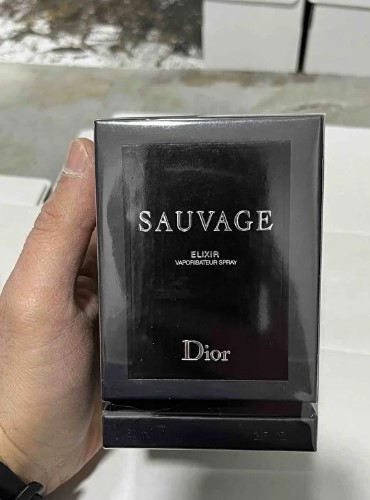 SAUVAGE
ELIXIR
VAPORISATEUR SPRAY
Dior